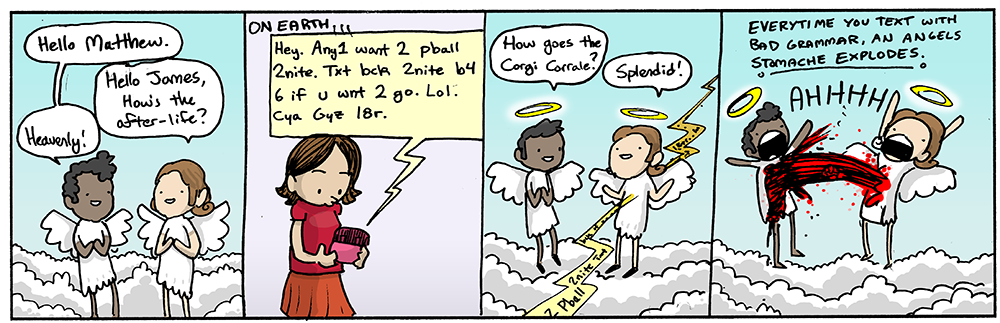 Hello Matthew.
Hello James,
How's the
after-life?
Heavenly!
ON EARTH...
Hey. Any1 want 2 pball
2nite. Txt bck 2nite b4
6 if u wnt 2 go. Lol.
Cya Gyz l8r.
How goes the
Corgi Corrale?
Splendid!
2 Pball 2nite Txt
EVERYTIME YOU TEXT WITH
BAD GRAMMAR, AN ANGELS
STOMACHE EXPLODES.
AHHHH!